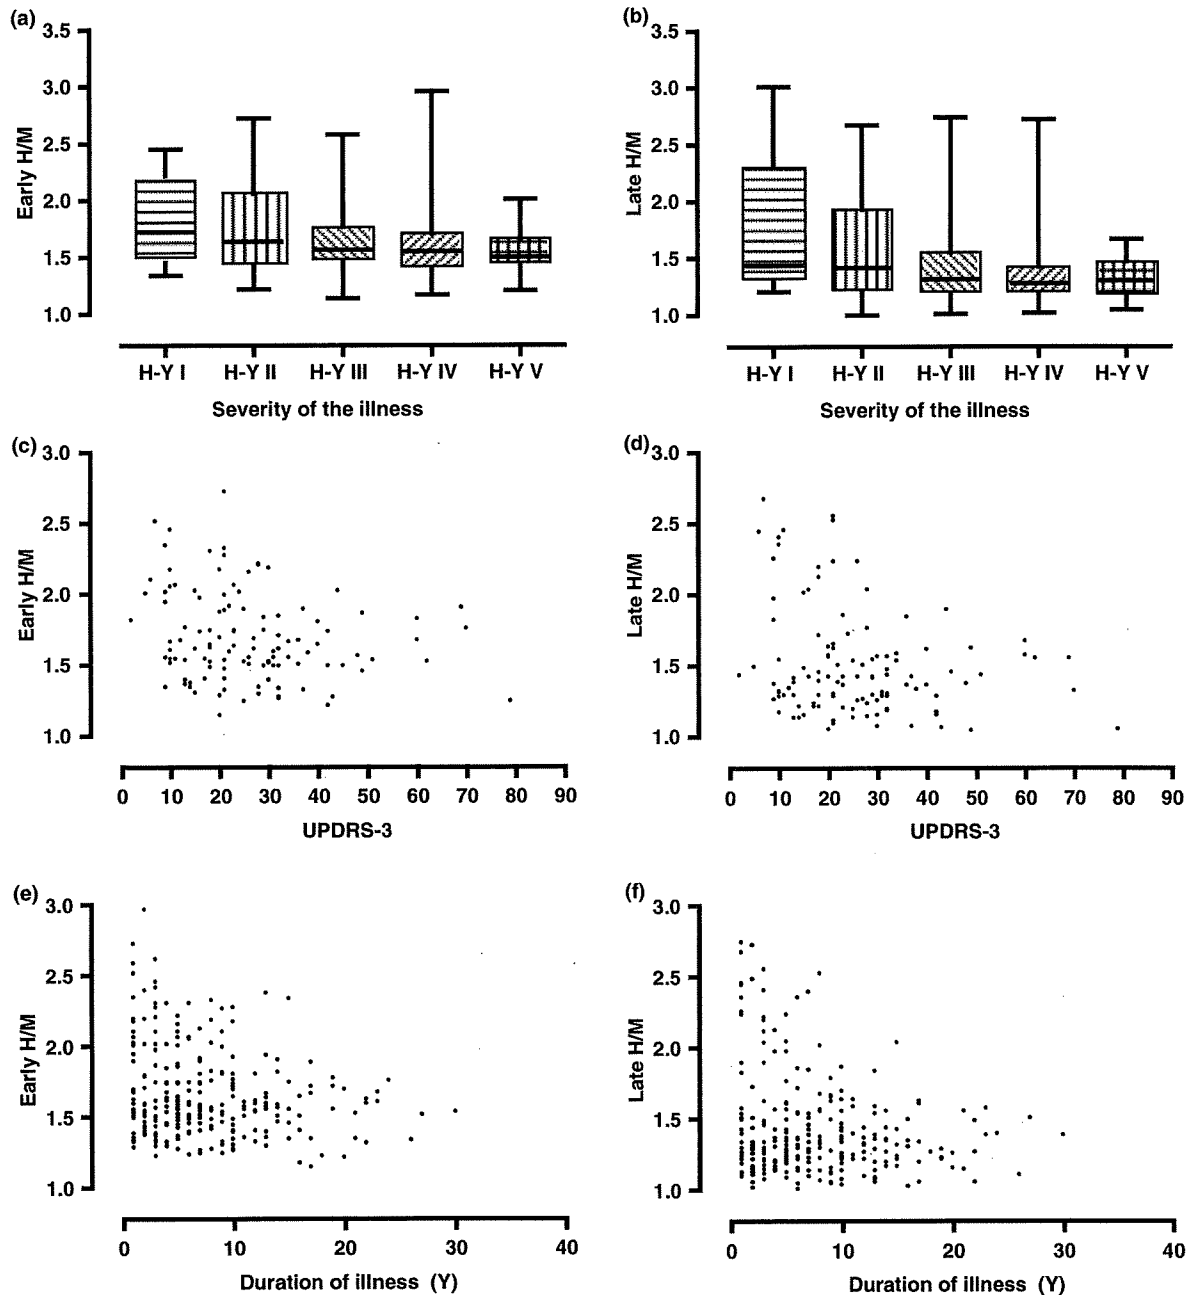 (a)
3.5
3.0
2.5
2.0
1.5
1.0
Early H/M
H-Y I H-Y II H-Y III H-Y IV H-Y V
Severity of the illness
(b)
3.5
3.0
2.5
2.0
1.5
1.0
Late H/M
H-Y I H-Y II H-Y III H-Y IV H-Y V
Severity of the illness
(c)
3.0
2.5
2.0
1.5
1.0
Early H/M
0 10 20 30 40 50 60 70 80 90
UPDRS-3
(d)
3.0
2.5
2.0
1.5
1.0
Late H/M
0 10 20 30 40 50 60 70 80 90
UPDRS-3
(e)
3.0
2.5
2.0
1.5
1.0
Early H/M
0 10 20 30 40
Duration of illness (Y)
(f)
3.0
2.5
2.0
1.5
1.0
Late H/M
0 10 20 30 40
Duration of illness (Y)